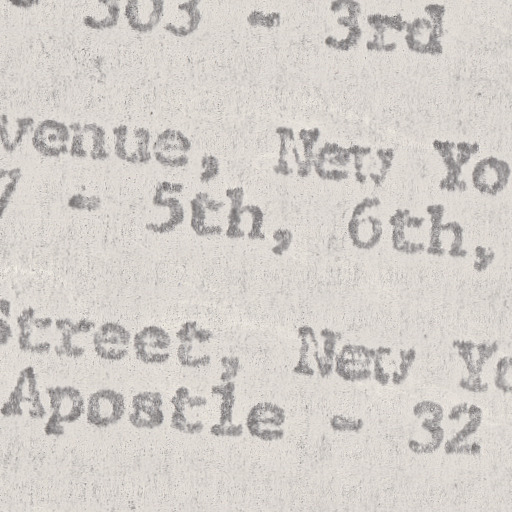 303 - 3rd
venue, New Yo
7 - 5th, 6th,
Street, New Yo
Apostle - 32